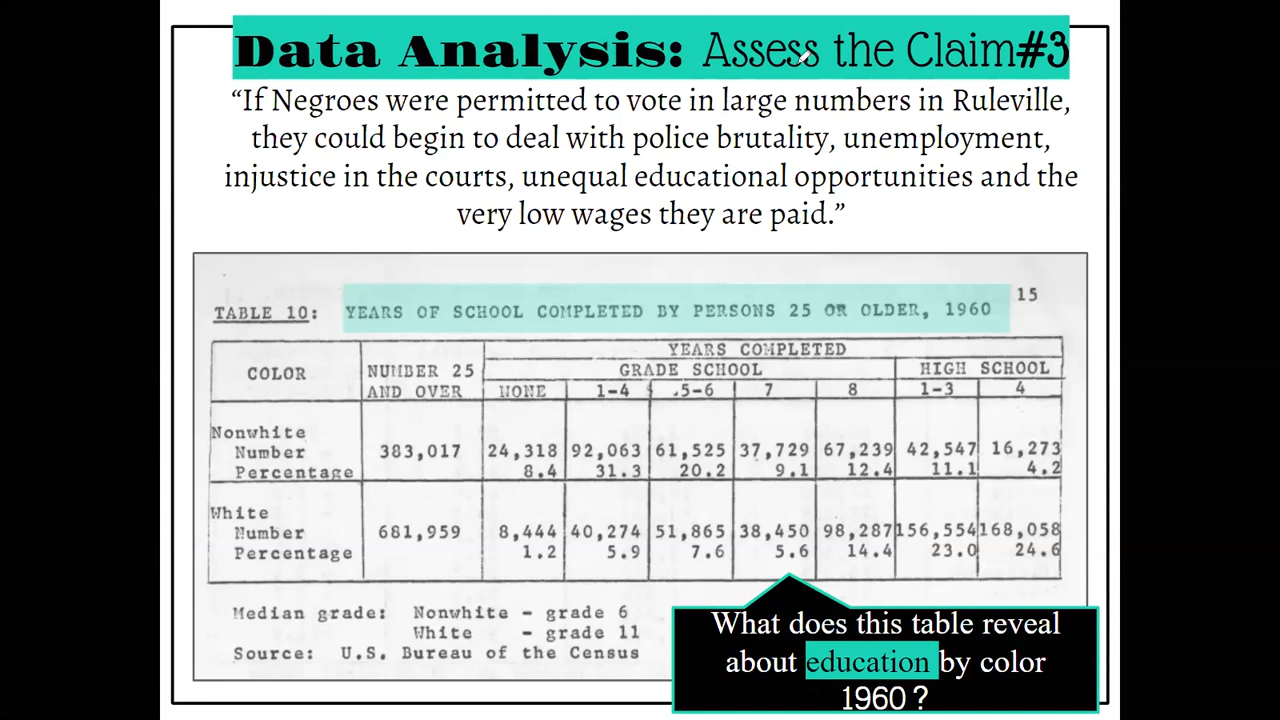 Data Analysis: Assess the Claim#3
“If Negroes were permitted to vote in large numbers in Ruleville,
they could begin to deal with police brutality, unemployment,
injustice in the courts, unequal educational opportunities and the
very low wages they are paid.”
15
TABLE 10: YEARS OF SCHOOL COMPLETED BY PERSONS 25 OR OLDER, 1960
YEARS COMPLETED
COLOR NUMBER 25 GRADE SCHOOL HIGH SCHOOL
AND OVER NONE 1-4 .5-6 7 8 1-3 4
Nonwhite
Number 383,017 24,318 92,063 61,525 37,729 67,239 42,547 16,273
Percentage 8.4 31.3 20.2 9.1 12.4 11.1 4.2
White
Number 681,959 8,444 40,274 51,865 38,450 98,287 156,554 168,058
Percentage 1.2 5.9 7.6 5.6 14.4 23.0 24.6
Median grade: Nonwhite - grade 6
White - grade 11
Source: U.S. Bureau of the Census
What does this table reveal
about education by color
1960 ?